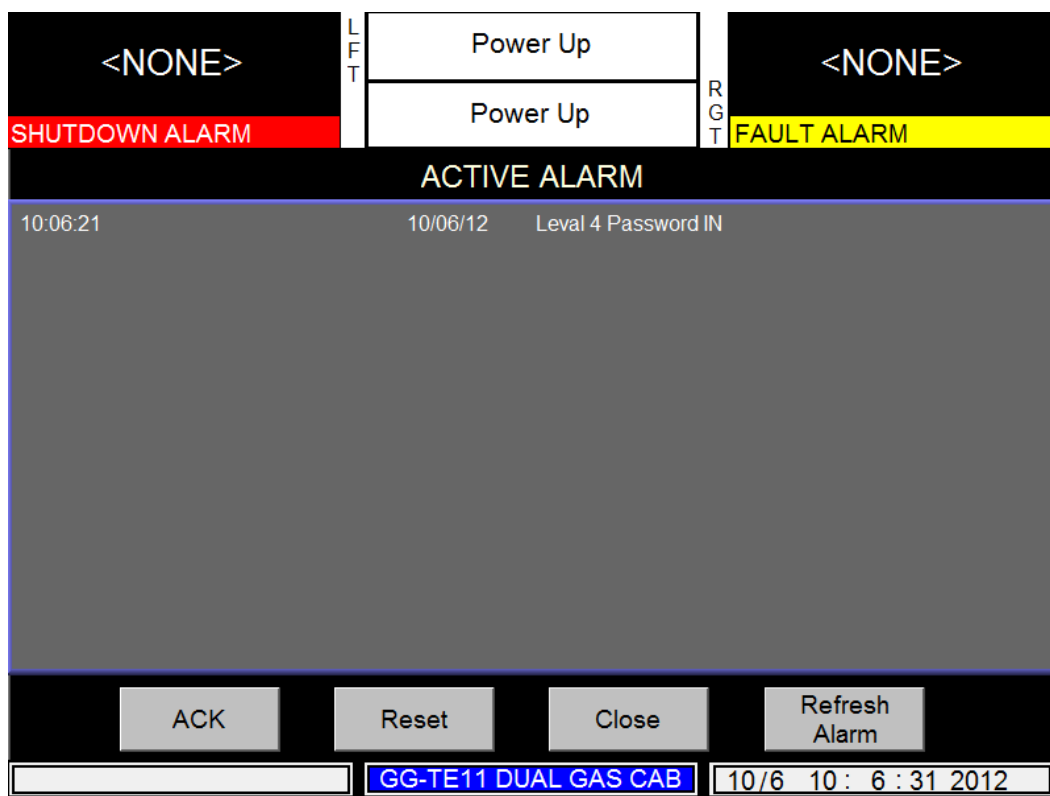 <NONE>
SHUTDOWN ALARM
LFT
Power Up
Power Up
RGT
<NONE>
FAULT ALARM
ACTIVE ALARM
10:06:21 10/06/12 Leval 4 Password IN
ACK Reset Close Refresh
Alarm
GG-TE11 DUAL GAS CAB 10/6 10 : 6 : 31 2012